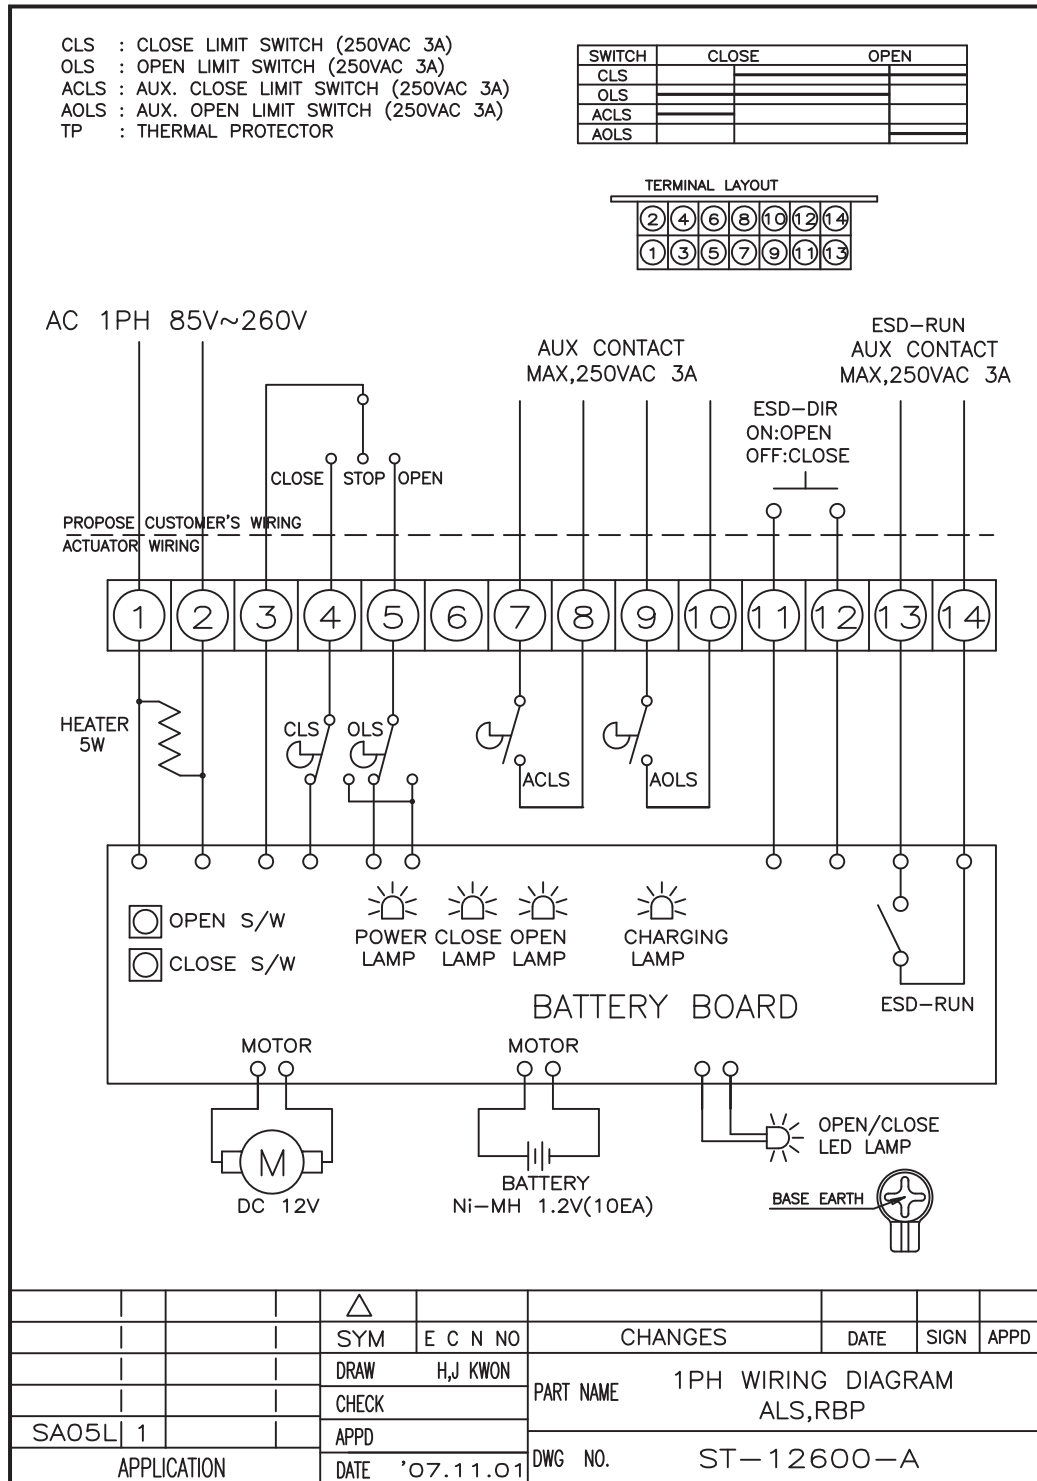 CLS : CLOSE LIMIT SWITCH (250VAC 3A)
OLS : OPEN LIMIT SWITCH (250VAC 3A)
ACLS : AUX. CLOSE LIMIT SWITCH (250VAC 3A)
AOLS : AUX. OPEN LIMIT SWITCH (250VAC 3A)
TP : THERMAL PROTECTOR
SWITCH CLOSE OPEN
CLS
OLS
ACLS
AOLS
TERMINAL LAYOUT
2 4 6 8 10 12 14
1 3 5 7 9 11 13
AC 1PH 85V~260V
AUX CONTACT
MAX,250VAC 3A
ESD-RUN
AUX CONTACT
MAX,250VAC 3A
ESD-DIR
ON:OPEN
OFF:CLOSE
CLOSE STOP OPEN
PROPOSE CUSTOMER'S WIRING
ACTUATOR WIRING
1 2 3 4 5 6 7 8 9 10 11 12 13 14
HEATER
5W
CLS OLS
ACLS AOLS
OPEN S/W
CLOSE S/W
POWER
LAMP
CLOSE
LAMP
OPEN
LAMP
CHARGING
LAMP
BATTERY BOARD
ESD-RUN
MOTOR
MOTOR
M
DC 12V
BATTERY
Ni-MH 1.2V(10EA)
OPEN/CLOSE
LED LAMP
BASE EARTH
SYM E C N NO CHANGES DATE SIGN APPD
DRAW H,J KWON
CHECK
APPD
DATE '07.11.01
PART NAME 1PH WIRING DIAGRAM
ALS,RBP
SA05L 1
APPLICATION
DWG NO. ST-12600-A